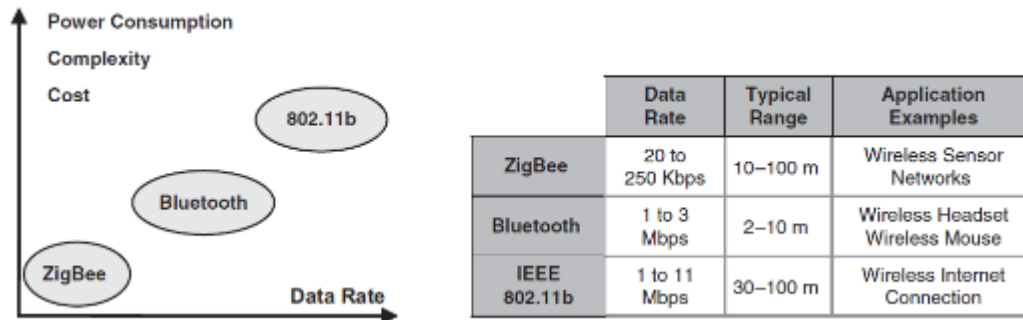 Power Consumption
Complexity
Cost
802.11b
Bluetooth
ZigBee
Data Rate
Data Rate
Typical Range
Application Examples
ZigBee
20 to 250 Kbps
10–100 m
Wireless Sensor Networks
Bluetooth
1 to 3 Mbps
2–10 m
Wireless Headset Wireless Mouse
IEEE 802.11b
1 to 11 Mbps
30–100 m
Wireless Internet Connection